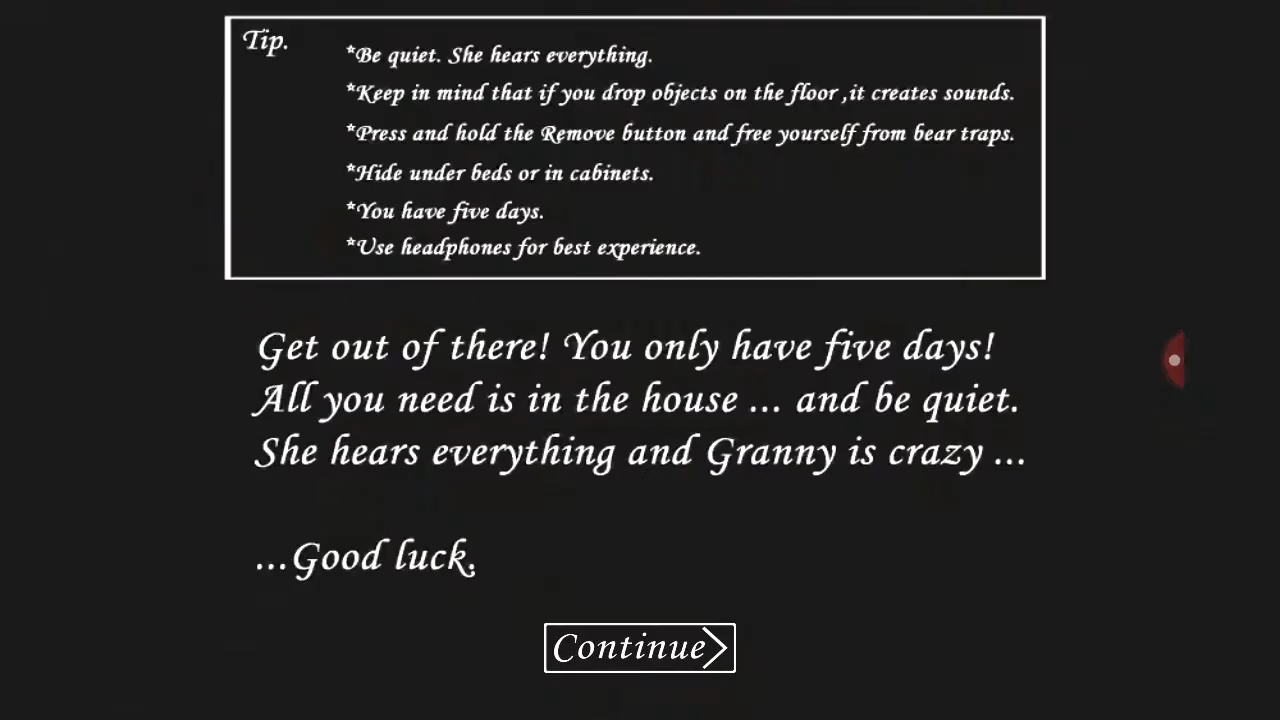 Tip.
*Be quiet. She hears everything.
*Keep in mind that if you drop objects on the floor ,it creates sounds.
*Press and hold the Remove button and free yourself from bear traps.
*Hide under beds or in cabinets.
*You have five days.
*Use headphones for best experience.
Get out of there! You only have five days!
All you need is in the house ... and be quiet.
She hears everything and Granny is crazy ...
...Good luck.
Continue